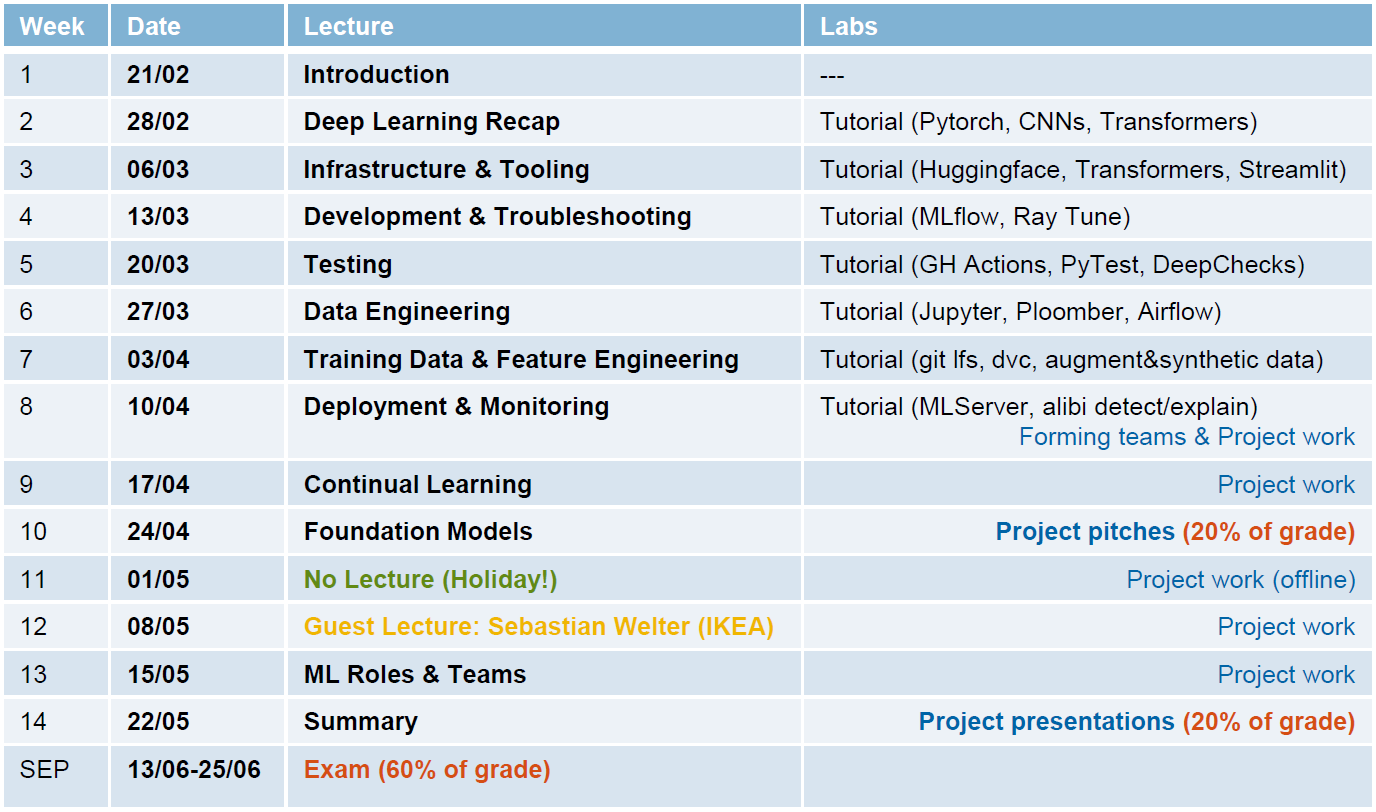 Week Date Lecture Labs
1 21/02 Introduction ---
2 28/02 Deep Learning Recap Tutorial (Pytorch, CNNs, Transformers)
3 06/03 Infrastructure & Tooling Tutorial (Huggingface, Transformers, Streamlit)
4 13/03 Development & Troubleshooting Tutorial (MLflow, Ray Tune)
5 20/03 Testing Tutorial (GH Actions, PyTest, DeepChecks)
6 27/03 Data Engineering Tutorial (Jupyter, Ploomber, Airflow)
7 03/04 Training Data & Feature Engineering Tutorial (git lfs, dvc, augment&synthetic data)
8 10/04 Deployment & Monitoring Tutorial (MLServer, alibi detect/explain)
Forming teams & Project work
9 17/04 Continual Learning Project work
10 24/04 Foundation Models Project pitches (20% of grade)
11 01/05 No Lecture (Holiday!) Project work (offline)
12 08/05 Guest Lecture: Sebastian Welter (IKEA) Project work
13 15/05 ML Roles & Teams Project work
14 22/05 Summary Project presentations (20% of grade)
SEP 13/06-25/06 Exam (60% of grade)